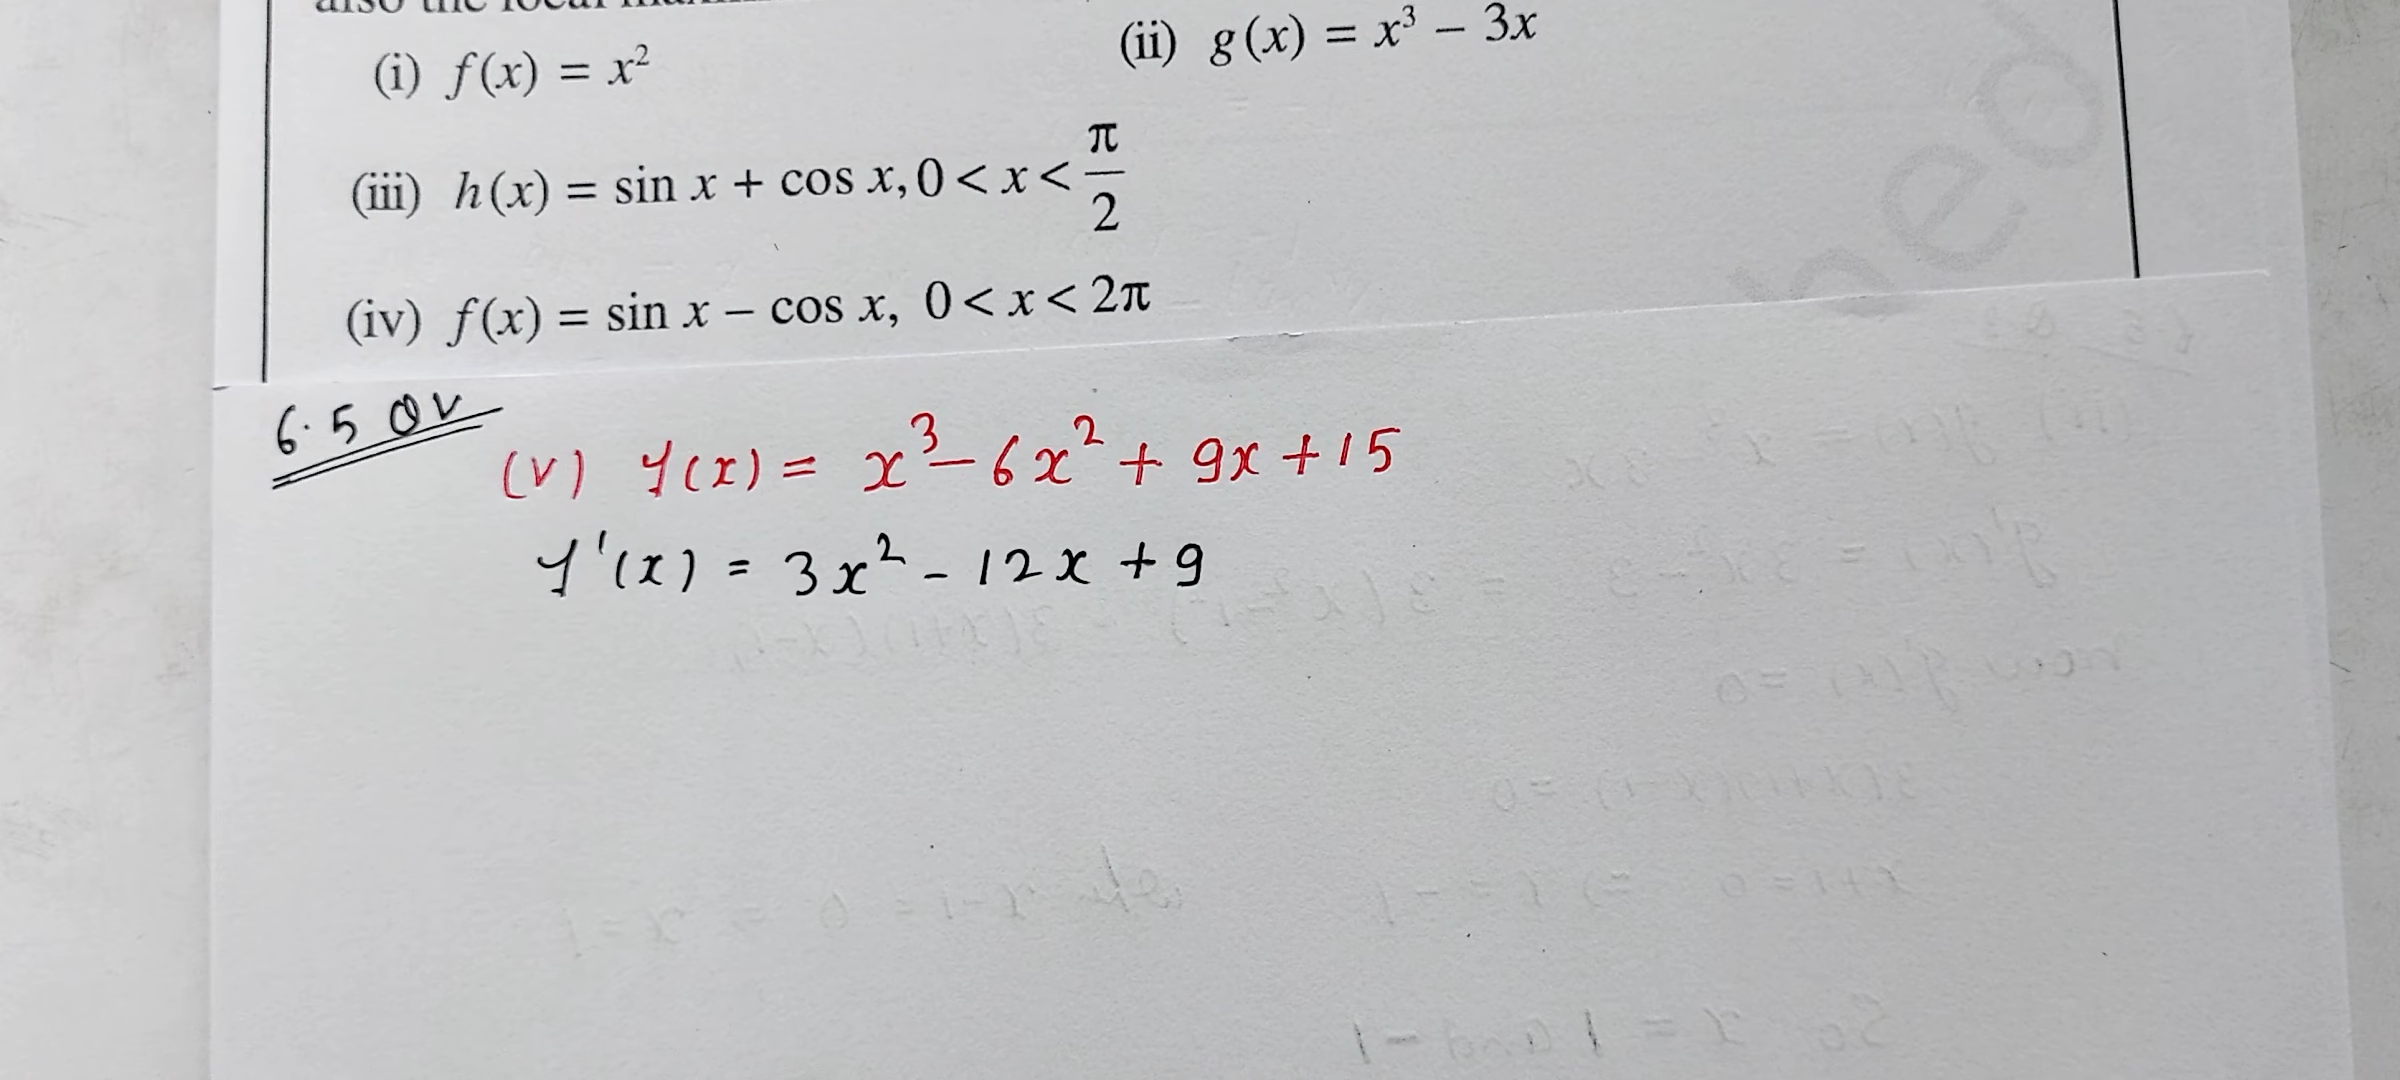 (i) f(x) = x²
(ii) g(x) = x³ – 3x
(iii) h(x) = sin x + cos x, 0 < x < π/2
(iv) f(x) = sin x – cos x, 0 < x < 2π
hed
6.5 QV
(v) f(x) = x³ – 6x² + 9x + 15
f'(x) = 3x² - 12x + 9